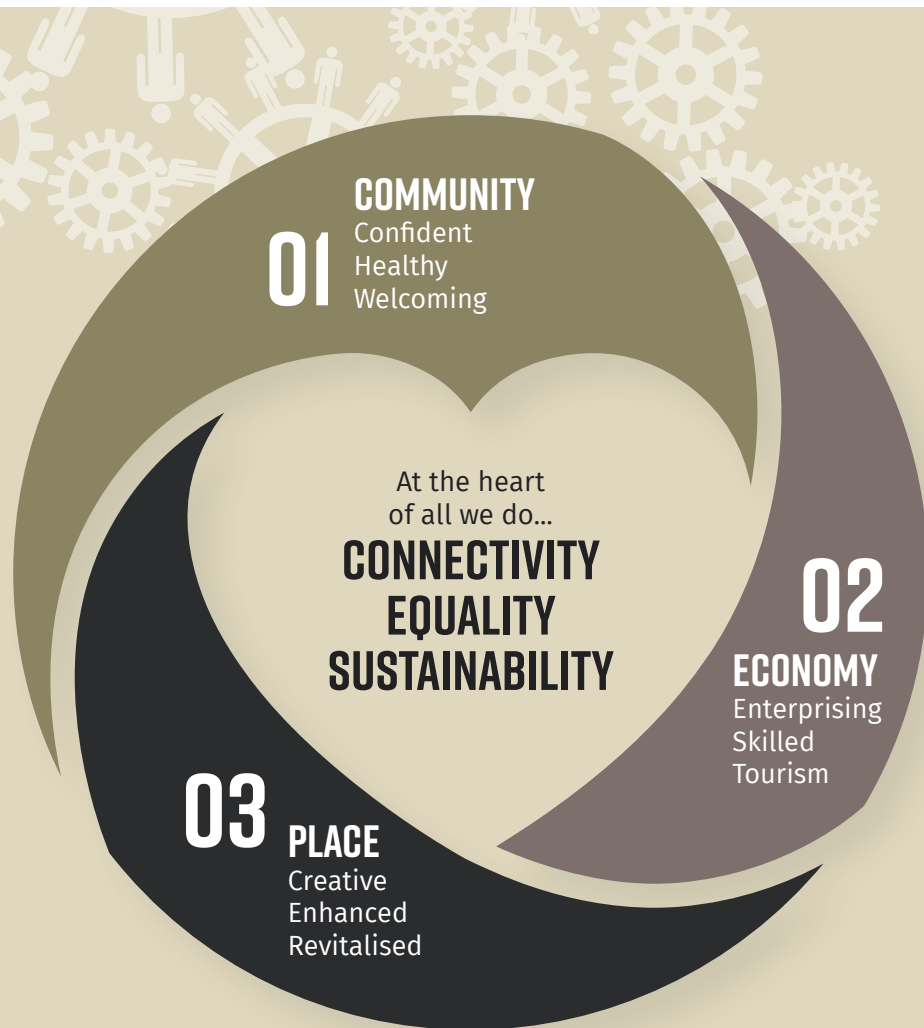 01
COMMUNITY
Confident
Healthy
Welcoming
At the heart
of all we do...
CONNECTIVITY
EQUALITY
SUSTAINABILITY
02
ECONOMY
Enterprising
Skilled
Tourism
03
PLACE
Creative
Enhanced
Revitalised